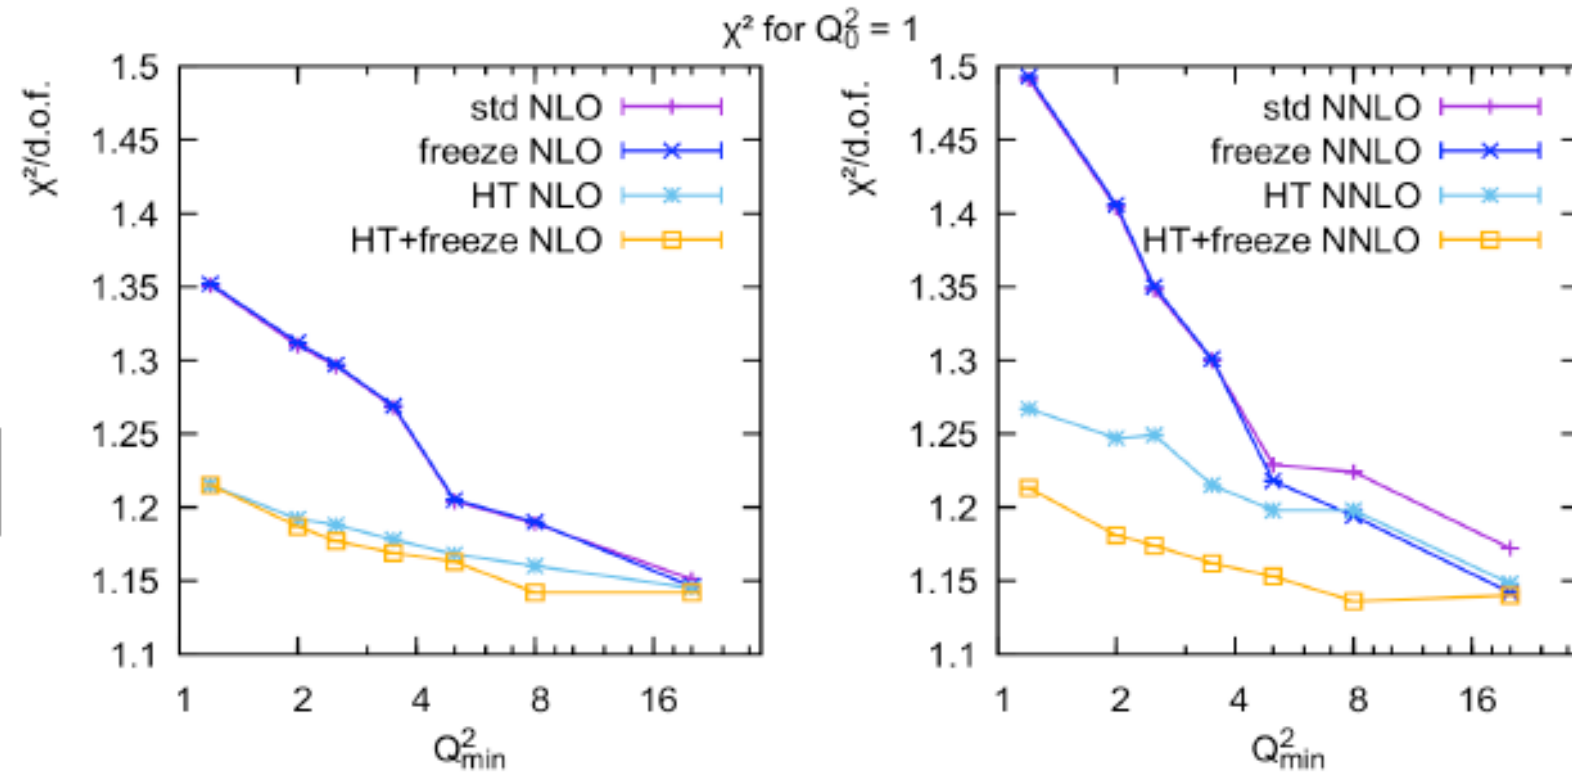 χ² for Q₀² = 1
χ²/d.o.f.
1.5
1.45
1.4
1.35
1.3
1.25
1.2
1.15
1.1
std NLO
freeze NLO
HT NLO
HT+freeze NLO
1 2 4 8 16
Q²min
χ²/d.o.f.
1.5
1.45
1.4
1.35
1.3
1.25
1.2
1.15
1.1
std NNLO
freeze NNLO
HT NNLO
HT+freeze NNLO
1 2 4 8 16
Q²min